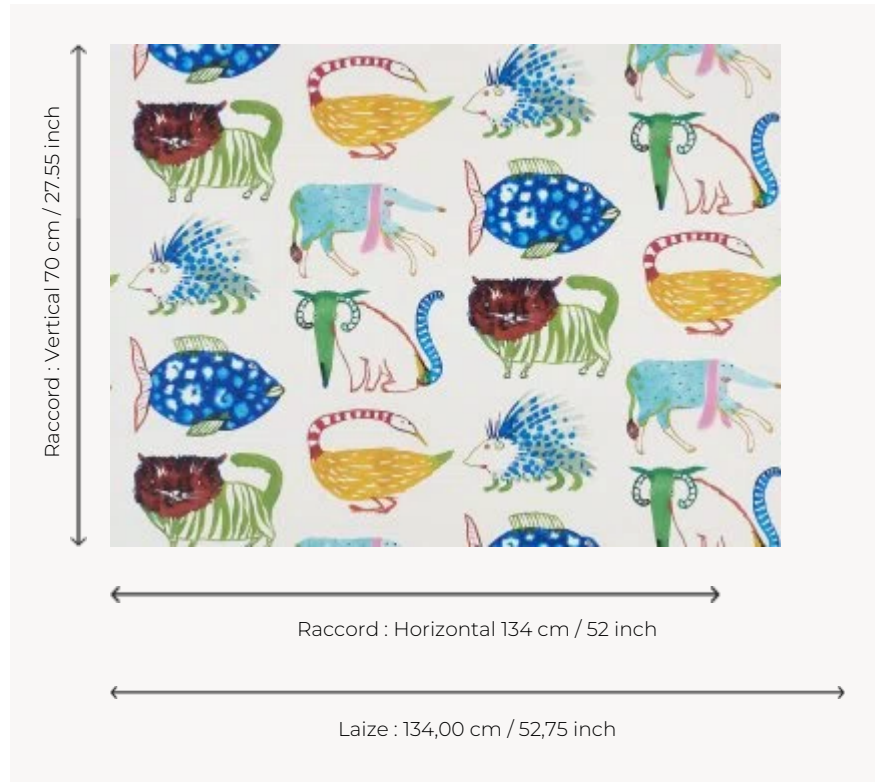 Raccord : Vertical 70 cm / 27.55 inch
Raccord : Horizontal 134 cm / 52 inch
Laize : 134,00 cm / 52,75 inch